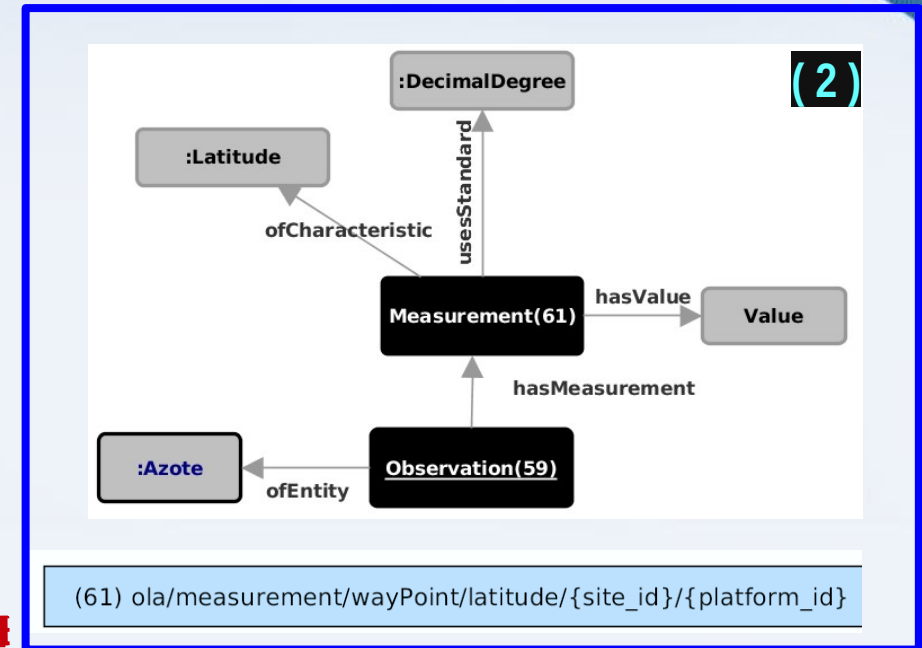 ( 2 )
:DecimalDegree
:Latitude
usesStandard
ofCharacteristic
Measurement(61)
hasValue
Value
hasMeasurement
:Azote
Observation(59)
ofEntity
(61) ola/measurement/wayPoint/latitude/{site_id}/{platform_id}